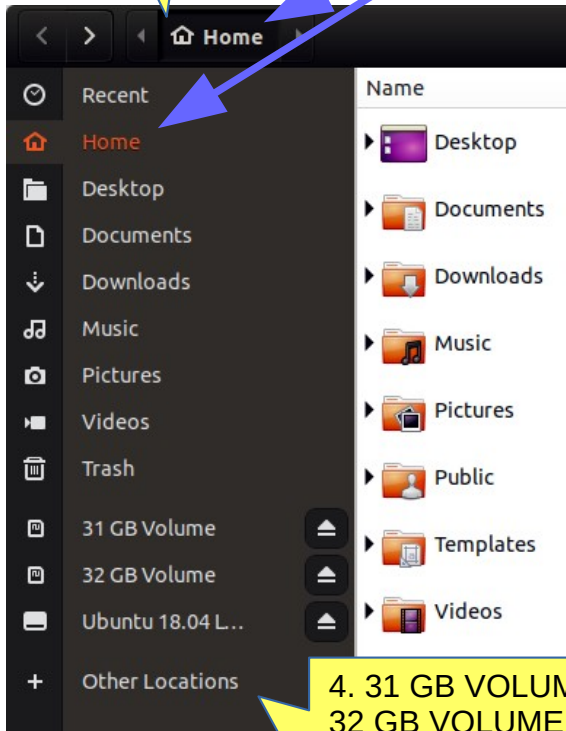 Home
Recent
Home
Desktop
Documents
Downloads
Music
Pictures
Videos
Trash
31 GB Volume
32 GB Volume
Ubuntu 18.04 L...
Other Locations
Name
Desktop
Documents
Downloads
Music
Pictures
Public
Templates
Videos
4. 31 GB VOLUM
32 GB VOLUME